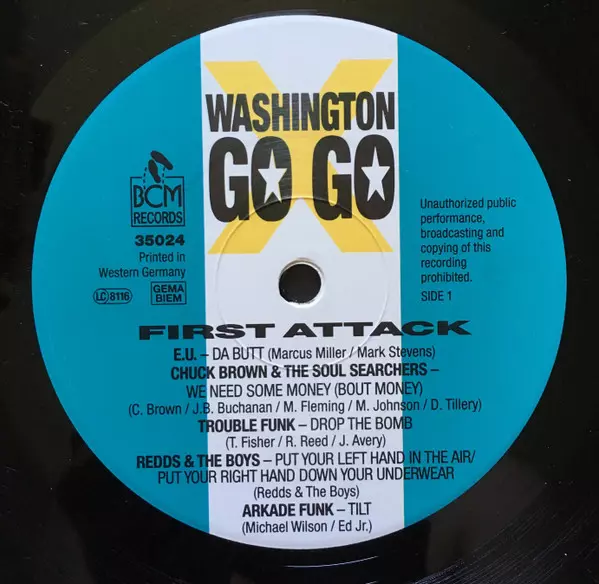 WASHINGTON
GO GO
X
BCM
RECORDS
35024
Printed in
Western Germany
LC 8116
GEMA
BIEM
Unauthorized public
performance,
broadcasting and
copying of this
recording
prohibited.
SIDE 1
FIRST ATTACK
E.U. – DA BUTT (Marcus Miller / Mark Stevens)
CHUCK BROWN & THE SOUL SEARCHERS –
WE NEED SOME MONEY (BOUT MONEY)
(C. Brown / J.B. Buchanan / M. Fleming / M. Johnson / D. Tillery)
TROUBLE FUNK – DROP THE BOMB
(T. Fisher / R. Reed / J. Avery)
REDDS & THE BOYS – PUT YOUR LEFT HAND IN THE AIR/
PUT YOUR RIGHT HAND DOWN YOUR UNDERWEAR
(Redds & The Boys)
ARKADE FUNK – TILT
(Michael Wilson / Ed Jr.)